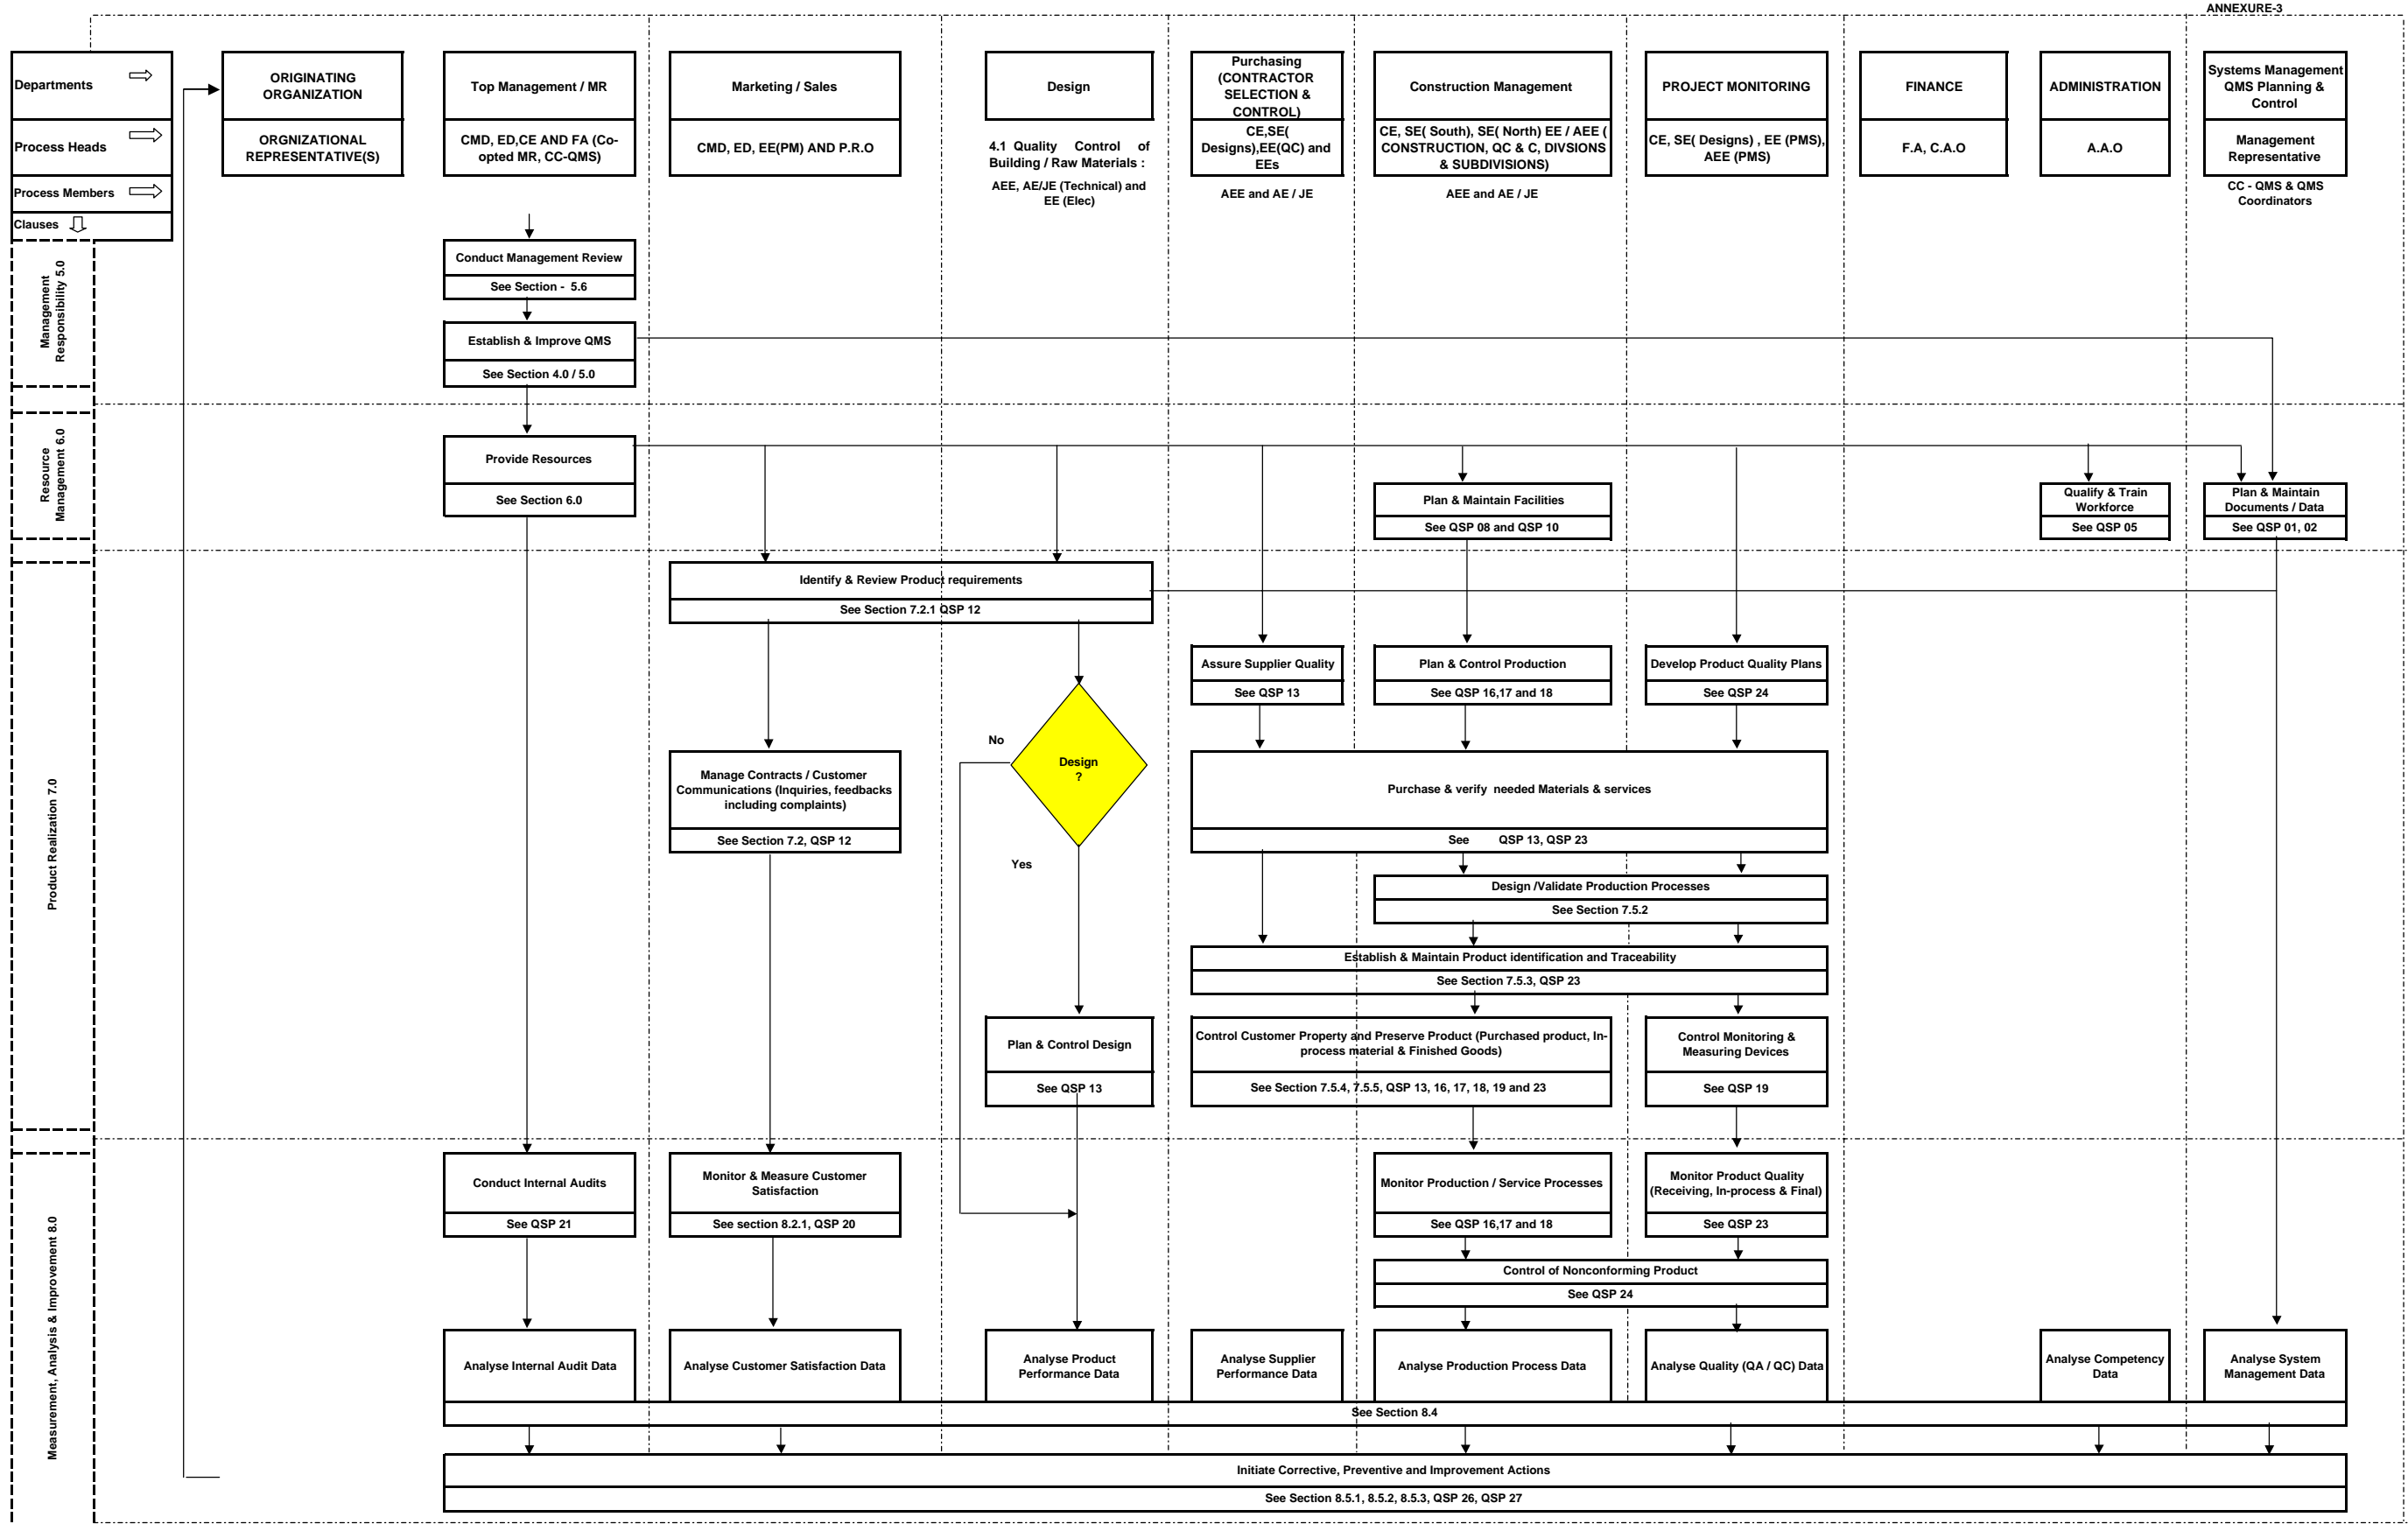 ANNEXURE-3
Departments
Process Heads
Process Members
Clauses
ORIGINATING
ORGANIZATION
ORGNIZATIONAL
REPRESENTATIVE(S)
Top Management / MR
CMD, ED,CE AND FA (Co-
opted MR, CC-QMS)
Marketing / Sales
CMD, ED, EE(PM) AND P.R.O
Design
4.1 Quality Control of
Building / Raw Materials :
AEE, AE/JE (Technical) and
EE (Elec)
Purchasing
(CONTRACTOR
SELECTION &
CONTROL)
CE,SE(
Designs),EE(QC) and
EEs
AEE and AE / JE
Construction Management
CE, SE( South), SE( North) EE / AEE (
CONSTRUCTION, QC & C, DIVSIONS
& SUBDIVISIONS)
AEE and AE / JE
PROJECT MONITORING
CE, SE( Designs) , EE (PMS),
AEE (PMS)
FINANCE
F.A, C.A.O
ADMINISTRATION
A.A.O
Systems Management
QMS Planning &
Control
Management
Representative
CC - QMS & QMS
Coordinators
Management
Responsibility 5.0
Conduct Management Review
See Section - 5.6
Establish & Improve QMS
See Section 4.0 / 5.0
Resource
Management 6.0
Provide Resources
See Section 6.0
Plan & Maintain Facilities
See QSP 08 and QSP 10
Qualify & Train
Workforce
See QSP 05
Plan & Maintain
Documents / Data
See QSP 01, 02
Product Realization 7.0
Identify & Review Product requirements
See Section 7.2.1 QSP 12
Assure Supplier Quality
See QSP 13
Plan & Control Production
See QSP 16,17 and 18
Develop Product Quality Plans
See QSP 24
No
Design
?
Yes
Manage Contracts / Customer
Communications (Inquiries, feedbacks
including complaints)
See Section 7.2, QSP 12
Purchase & verify needed Materials & services
See QSP 13, QSP 23
Design /Validate Production Processes
See Section 7.5.2
Establish & Maintain Product identification and Traceability
See Section 7.5.3, QSP 23
Plan & Control Design
See QSP 13
Control Customer Property and Preserve Product (Purchased product, In-
process material & Finished Goods)
See Section 7.5.4, 7.5.5, QSP 13, 16, 17, 18, 19 and 23
Control Monitoring &
Measuring Devices
See QSP 19
Measurement, Analysis & Improvement 8.0
Conduct Internal Audits
See QSP 21
Monitor & Measure Customer
Satisfaction
See section 8.2.1, QSP 20
Monitor Production / Service Processes
See QSP 16,17 and 18
Monitor Product Quality
(Receiving, In-process & Final)
See QSP 23
Control of Nonconforming Product
See QSP 24
Analyse Internal Audit Data
Analyse Customer Satisfaction Data
Analyse Product
Performance Data
Analyse Supplier
Performance Data
Analyse Production Process Data
Analyse Quality (QA / QC) Data
Analyse Competency
Data
Analyse System
Management Data
See Section 8.4
Initiate Corrective, Preventive and Improvement Actions
See Section 8.5.1, 8.5.2, 8.5.3, QSP 26, QSP 27